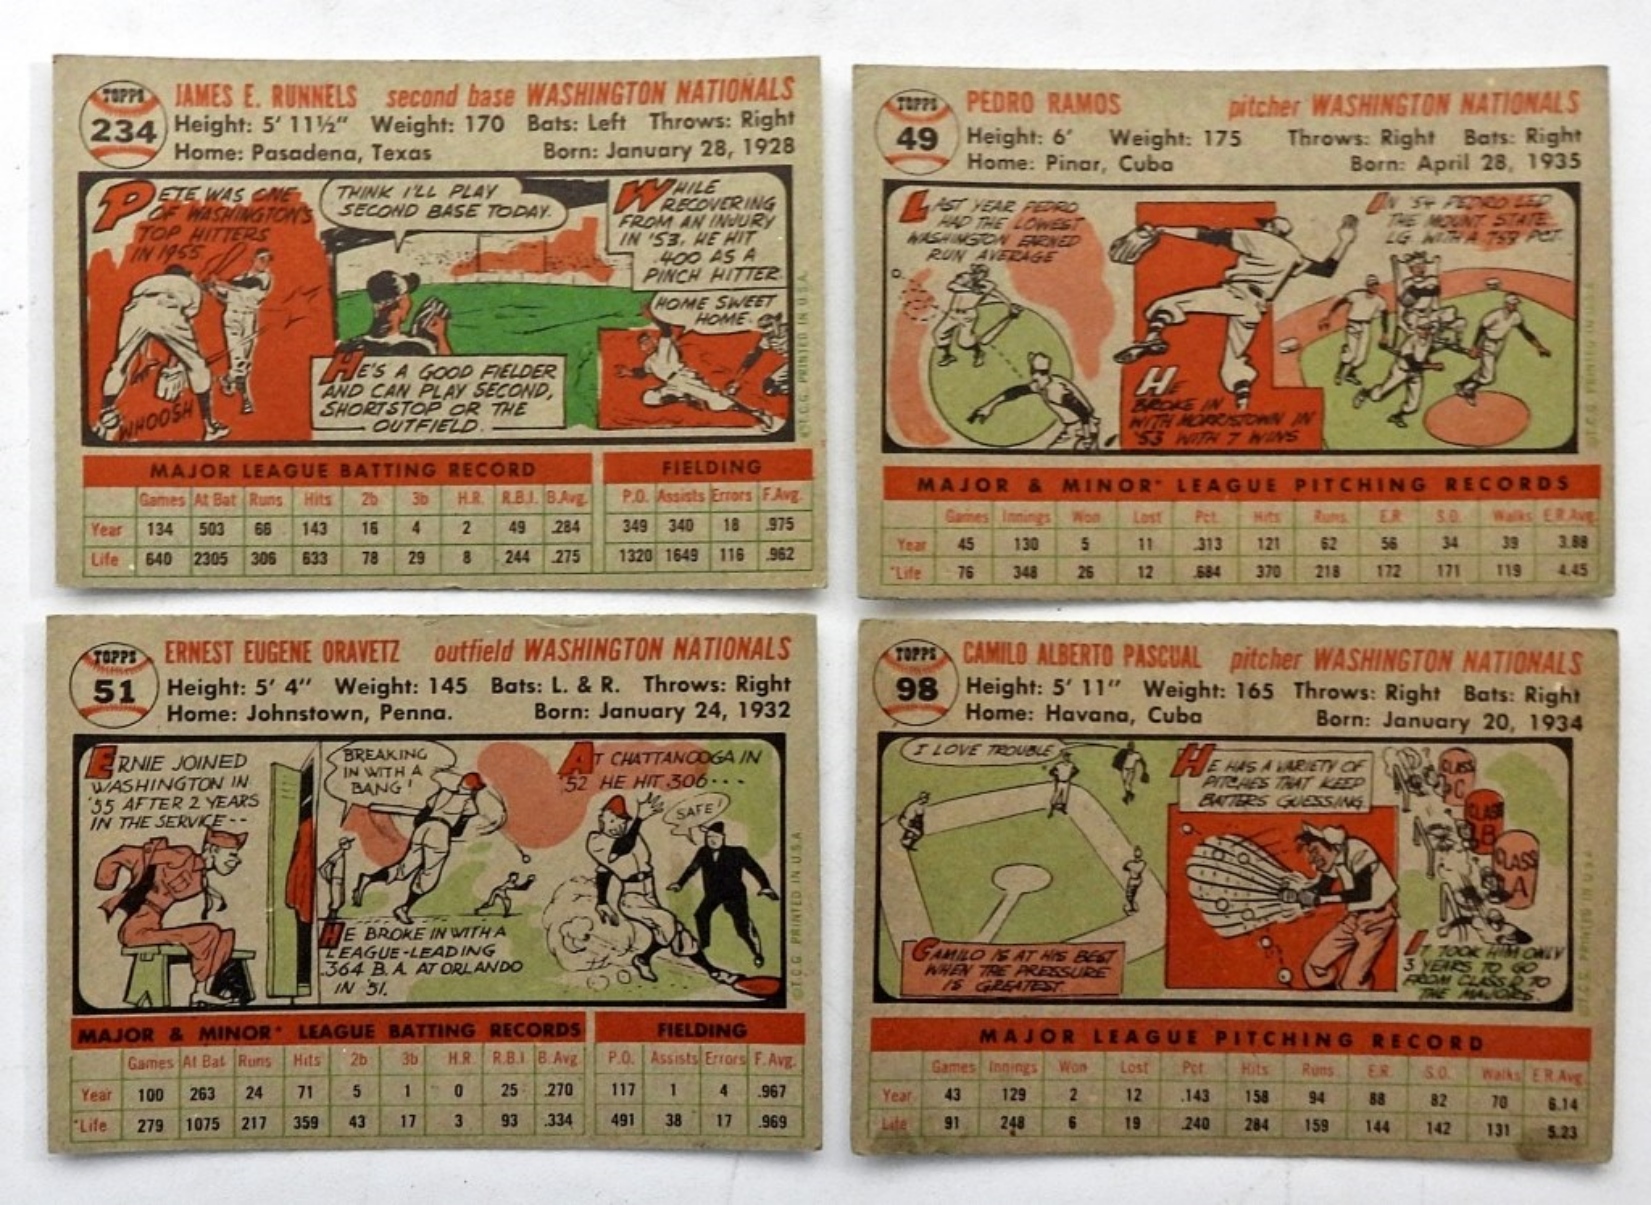 TOPPS
234
JAMES E. RUNNELS second base WASHINGTON NATIONALS
Height: 5' 11½" Weight: 170 Bats: Left Throws: Right
Home: Pasadena, Texas Born: January 28, 1928
PETE WAS ONE
OF WASHINGTON'S
TOP HITTERS
IN 1955.
WHOOSH
THINK I'LL PLAY
SECOND BASE TODAY.
HE'S A GOOD FIELDER
AND CAN PLAY SECOND,
SHORTSTOP OR THE
OUTFIELD.
WHILE
RECOVERING
FROM AN INJURY
IN '53, HE HIT
.400 AS A
PINCH HITTER.
HOME SWEET
HOME.
©T.C.G. PRINTED IN U.S.A.
MAJOR LEAGUE BATTING RECORD FIELDING
Games At Bat Runs Hits 2b 3b H.R. R.B.I. B.Avg. P.O. Assists Errors F.Avg.
Year 134 503 66 143 16 4 2 49 .284 349 340 18 .975
Life 640 2305 306 633 78 29 8 244 .275 1320 1649 116 .962
TOPPS
49
PEDRO RAMOS pitcher WASHINGTON NATIONALS
Height: 6' Weight: 175 Throws: Right Bats: Right
Home: Pinar, Cuba Born: April 28, 1935
LAST YEAR PEDRO
HAD THE LOWEST
WASHINGTON EARNED
RUN AVERAGE
HE
BROKE IN
WITH MORRISTOWN IN
'53 WITH 7 WINS
IN '54 PEDRO LED
THE MOUNT STATE
LG. WITH A PCT.
©T.C.G. PRINTED IN U.S.A.
MAJOR & MINOR* LEAGUE PITCHING RECORDS
Games Innings Won Lost Pct. Hits Runs E.R. S.O. Walks E.R.Avg.
Year 45 130 5 11 .313 121 62 56 34 39 3.88
*Life 76 348 26 12 .684 370 218 172 171 119 4.45
TOPPS
51
ERNEST EUGENE ORAVETZ outfield WASHINGTON NATIONALS
Height: 5' 4" Weight: 145 Bats: L. & R. Throws: Right
Home: Johnstown, Penna. Born: January 24, 1932
ERNIE JOINED
WASHINGTON IN
'55 AFTER 2 YEARS
IN THE SERVICE--
BREAKING
IN WITH A
BANG!
HE BROKE IN WITH A
LEAGUE-LEADING
.364 B.A. AT ORLANDO
IN '51.
AT CHATTANOOGA IN
'52 HE HIT .306....
SAFE!
©T.C.G. PRINTED IN U.S.A.
MAJOR & MINOR* LEAGUE BATTING RECORDS FIELDING
Games At Bat Runs Hits 2b 3b H.R. R.B.I. B.Avg. P.O. Assists Errors F.Avg.
Year 100 263 24 71 5 1 0 25 .270 117 1 4 .967
*Life 279 1075 217 359 43 17 3 93 .334 491 38 17 .969
TOPPS
98
CAMILO ALBERTO PASCUAL pitcher WASHINGTON NATIONALS
Height: 5' 11" Weight: 165 Throws: Right Bats: Right
Home: Havana, Cuba Born: January 20, 1934
I LOVE TROUBLE
CAMILO IS AT HIS BEST
WHEN THE PRESSURE
IS GREATEST.
HE HAS A VARIETY OF
PITCHES THAT KEEP
BATTERS GUESSING
CLASS
C
CLASS
B
CLASS
A
IT TOOK HIM ONLY
3 YEARS TO GO
FROM CLASS D TO
THE MAJORS.
©T.C.G. PRINTED IN U.S.A.
MAJOR LEAGUE PITCHING RECORD
Games Innings Won Lost Pct. Hits Runs E.R. S.O. Walks E.R.Avg.
Year 43 129 2 12 .143 158 94 88 82 70 6.14
Life 91 248 6 19 .240 284 159 144 142 131 5.23